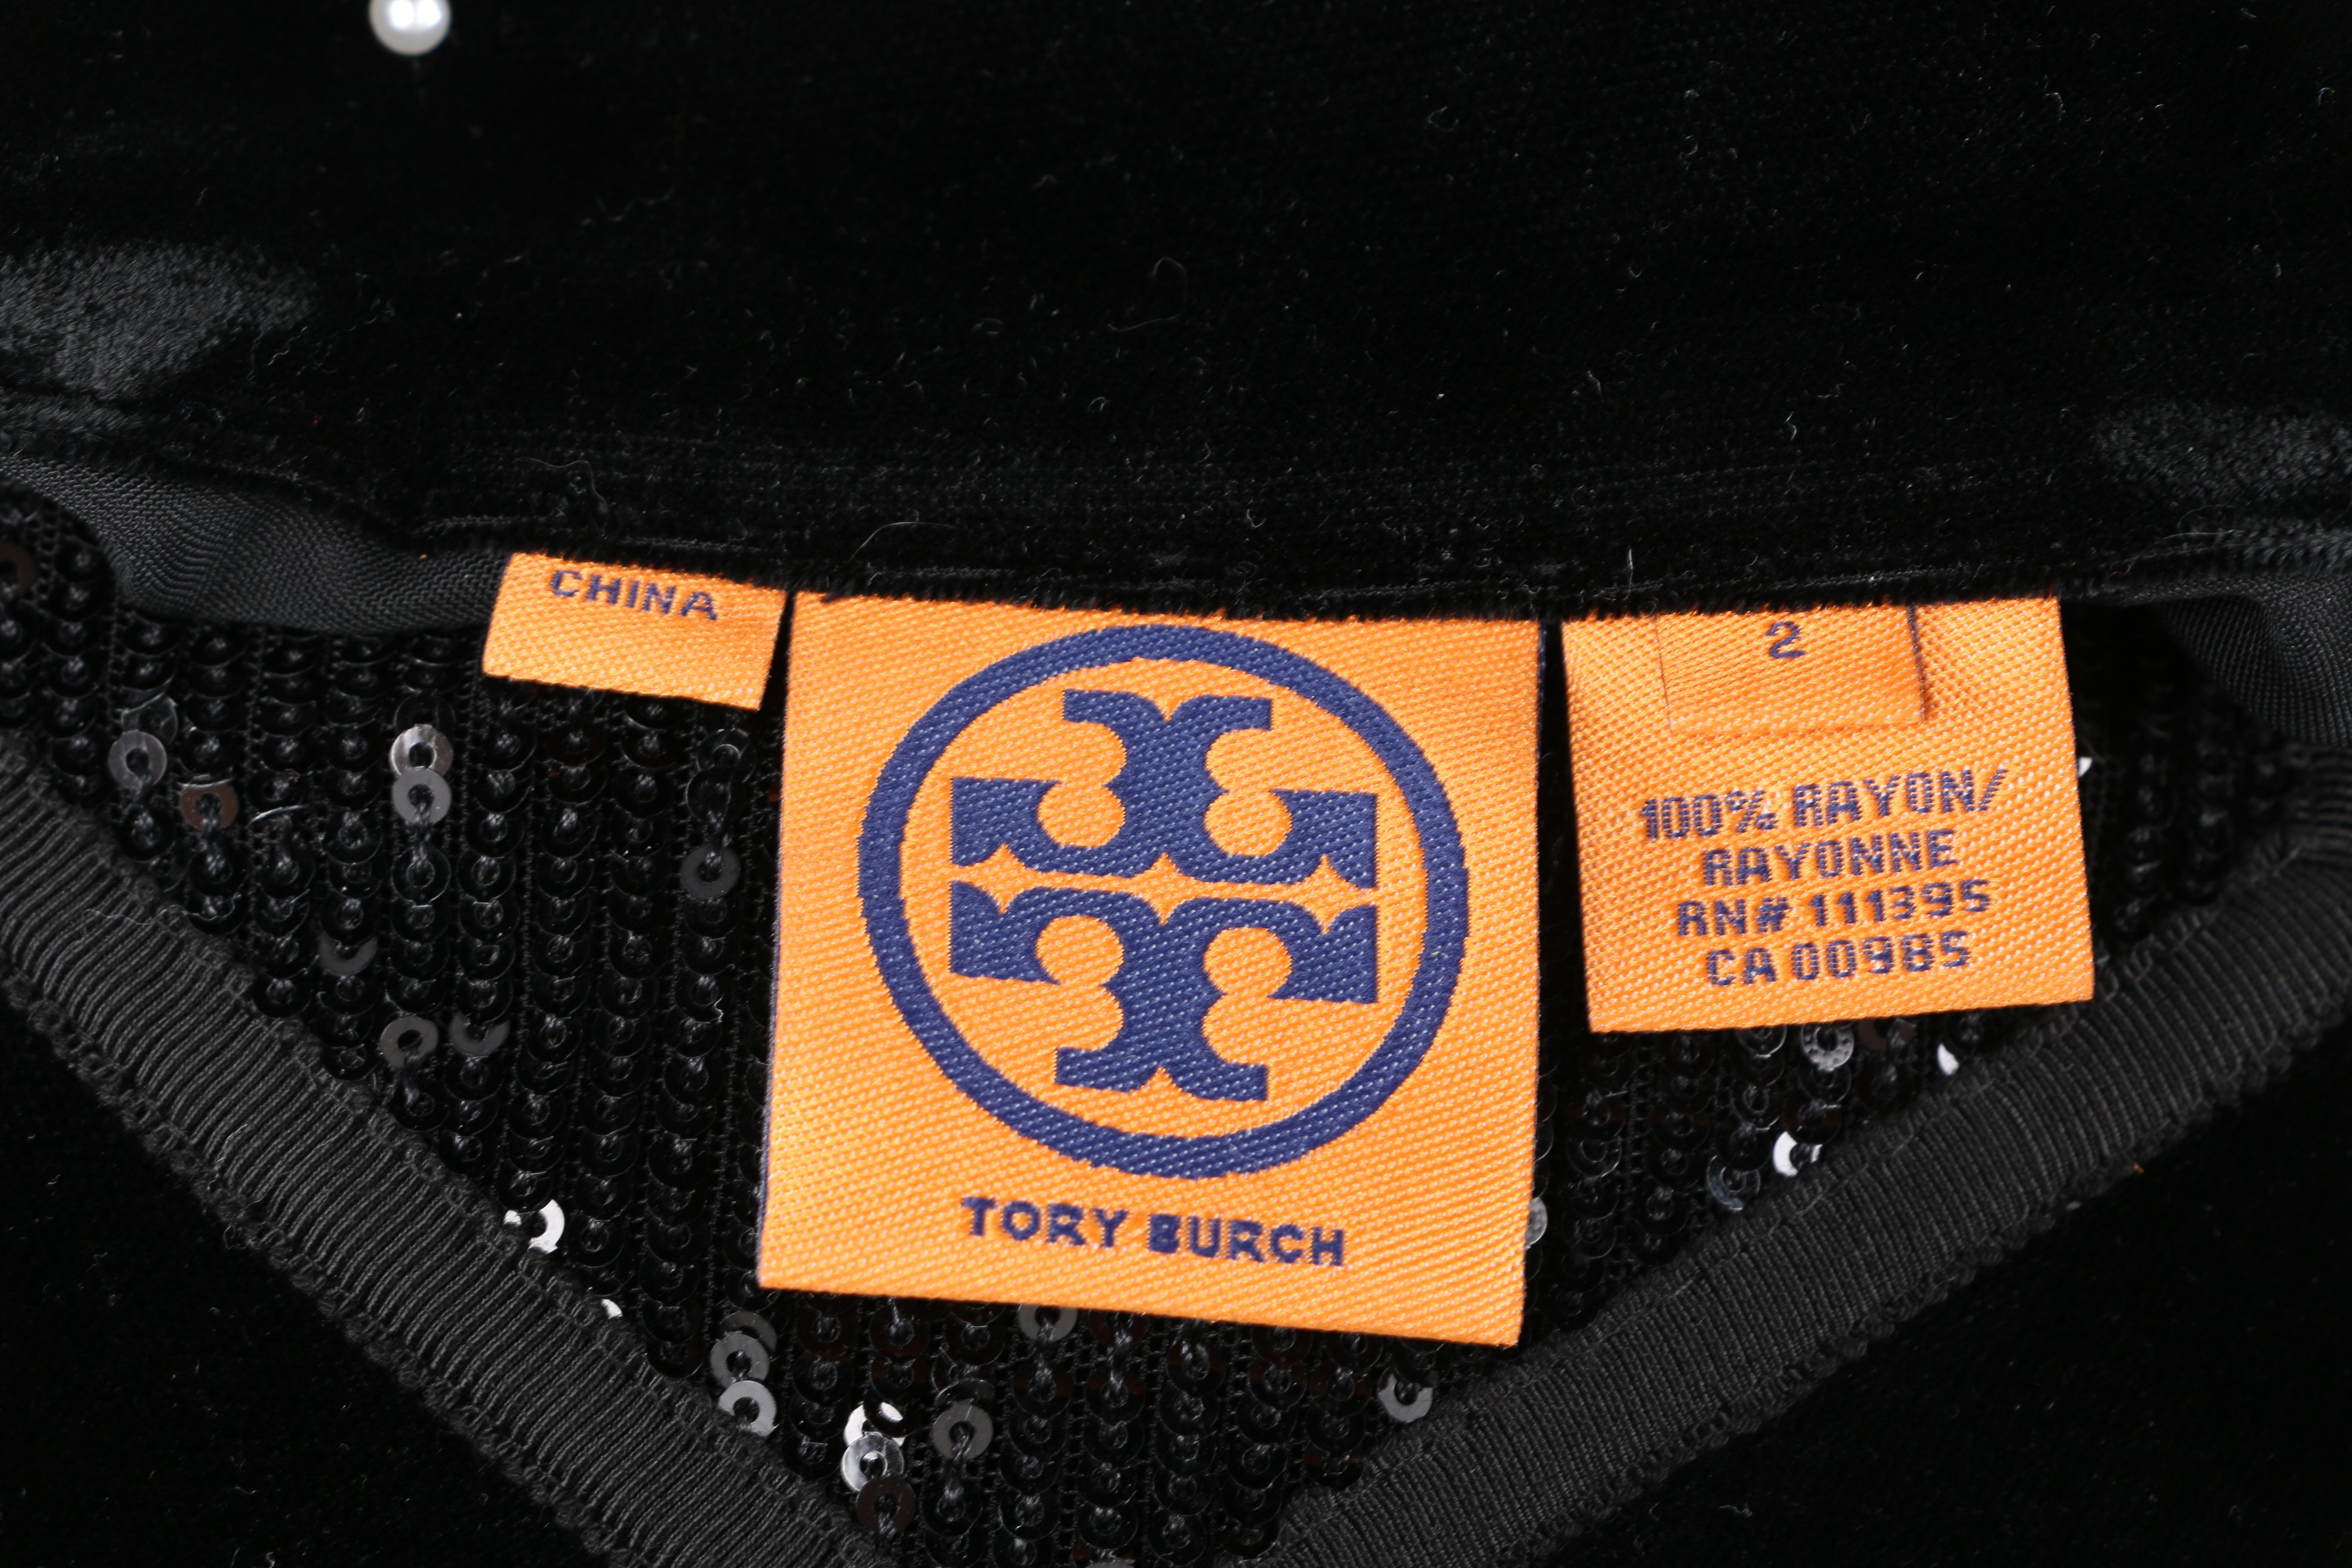 CHINA
TORY BURCH
2
100% RAYON/
RAYONNE
RN# 111395
CA 00985